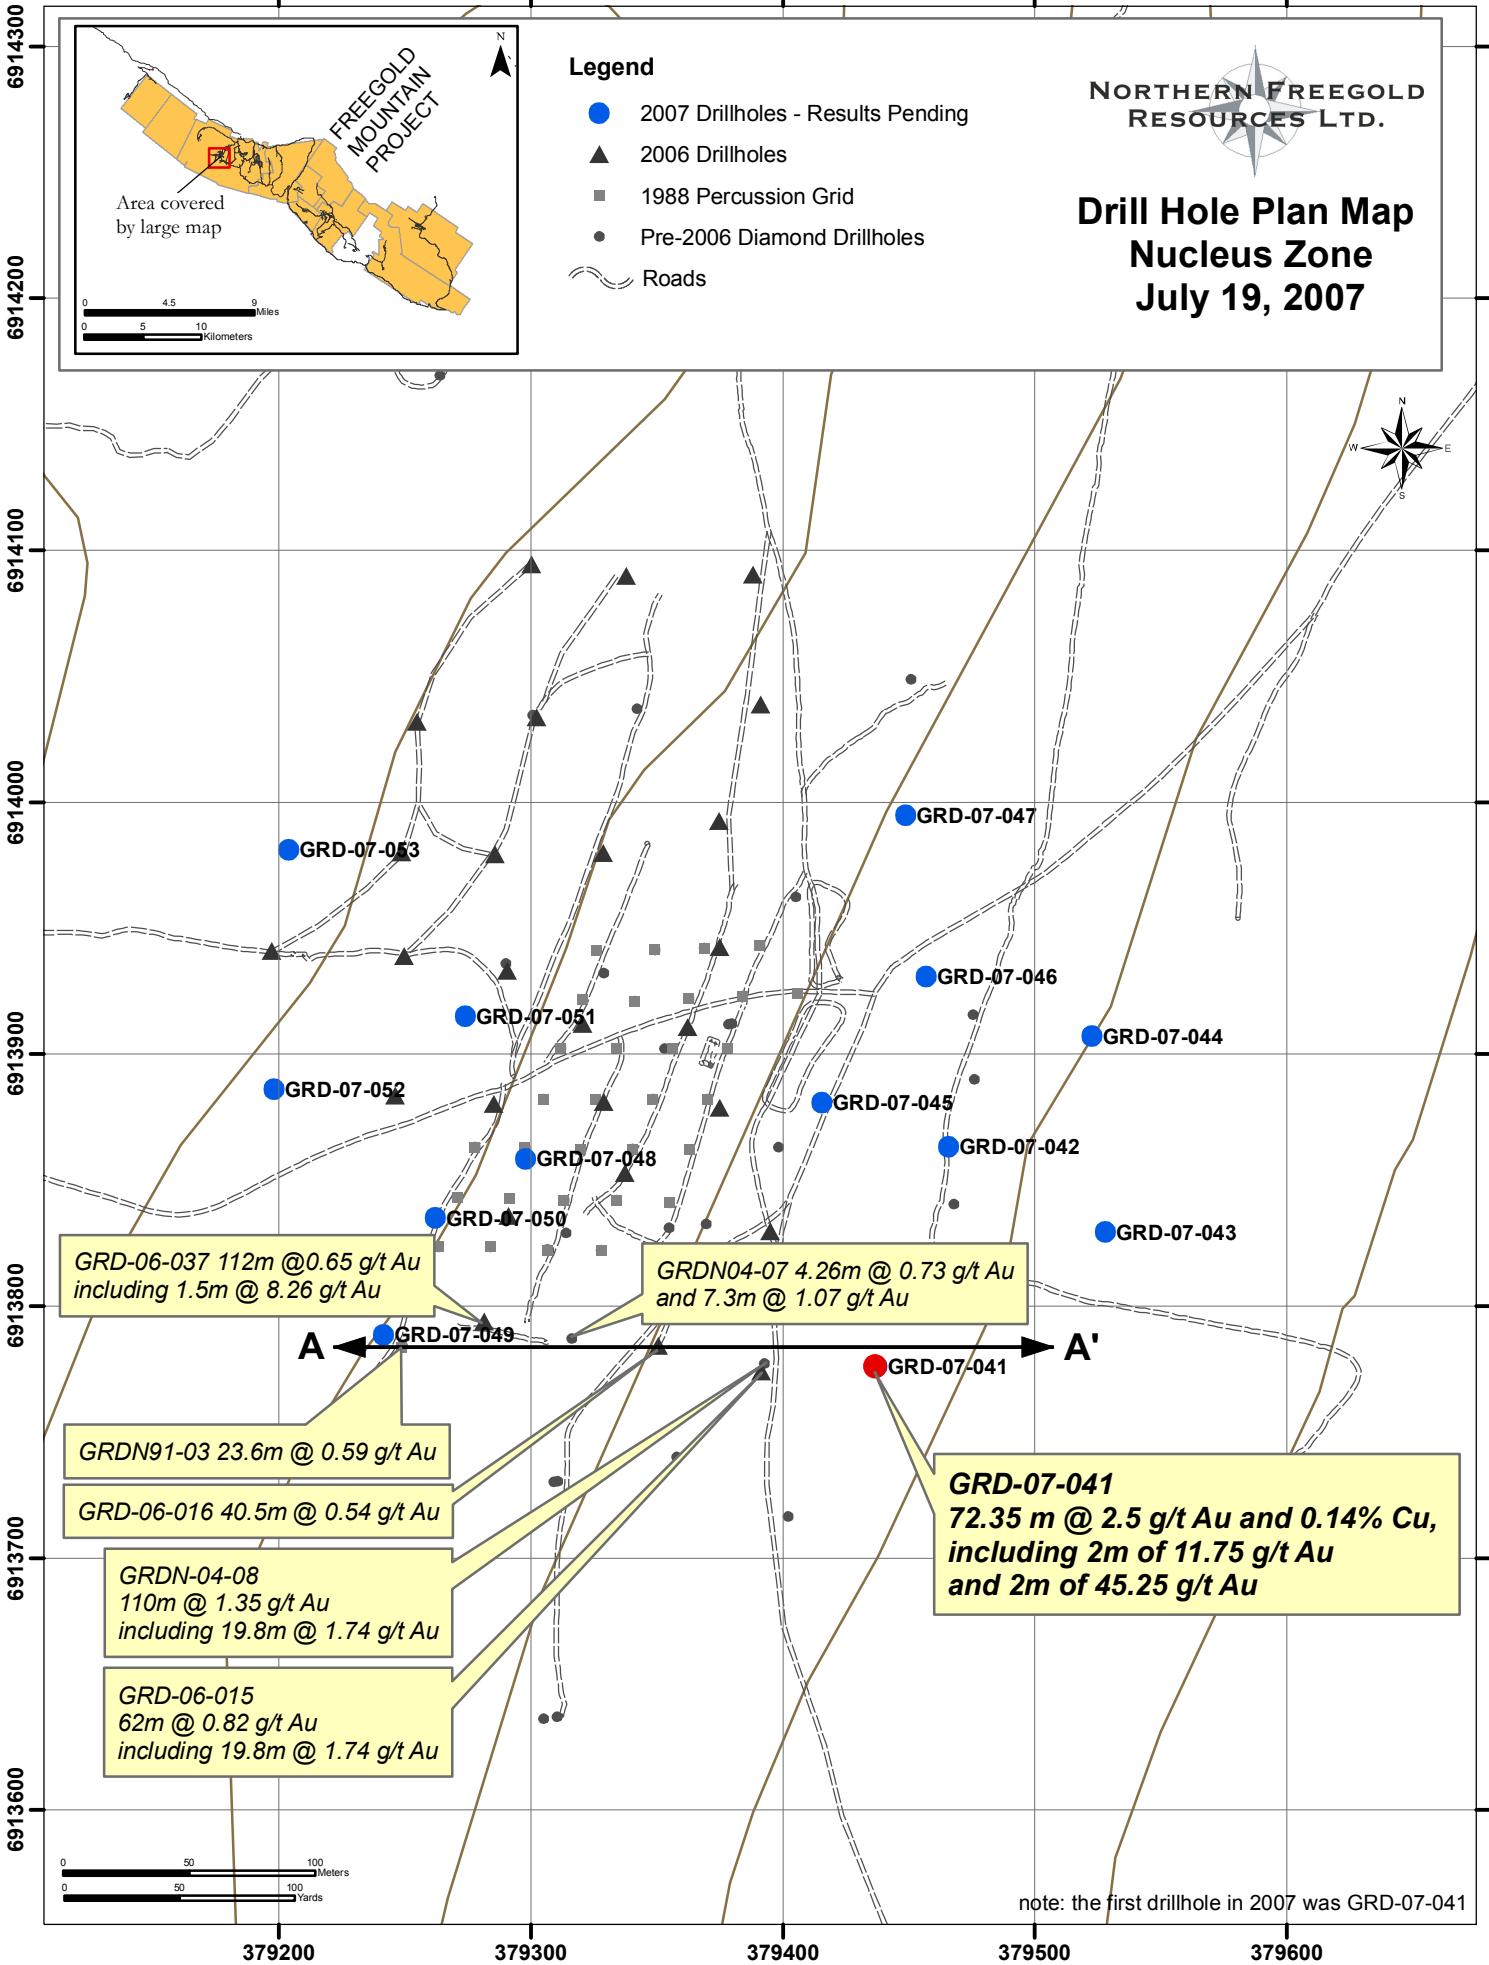 N
FREEGOLD
MOUNTAIN
PROJECT
Area covered
by large map
0 4.5 9
Miles
0 5 10
Kilometers
Legend
2007 Drillholes - Results Pending
2006 Drillholes
1988 Percussion Grid
Pre-2006 Diamond Drillholes
Roads
NORTHERN FREEGOLD
RESOURCES LTD.
Drill Hole Plan Map
Nucleus Zone
July 19, 2007
6914300
6914200
6914100
6914000
6913900
6913800
6913700
6913600
N
W E
S
GRD-07-047
GRD-07-053
GRD-07-046
GRD-07-051
GRD-07-044
GRD-07-052
GRD-07-045
GRD-07-042
GRD-07-048
GRD-07-050
GRD-07-043
GRD-06-037 112m @0.65 g/t Au
including 1.5m @ 8.26 g/t Au
GRDN04-07 4.26m @ 0.73 g/t Au
and 7.3m @ 1.07 g/t Au
GRD-07-049
A A'
GRD-07-041
GRDN91-03 23.6m @ 0.59 g/t Au
GRD-06-016 40.5m @ 0.54 g/t Au
GRD-07-041
72.35 m @ 2.5 g/t Au and 0.14% Cu,
including 2m of 11.75 g/t Au
and 2m of 45.25 g/t Au
GRDN-04-08
110m @ 1.35 g/t Au
including 19.8m @ 1.74 g/t Au
GRD-06-015
62m @ 0.82 g/t Au
including 19.8m @ 1.74 g/t Au
0 50 100
Meters
0 50 100
Yards
note: the first drillhole in 2007 was GRD-07-041
379200 379300 379400 379500 379600